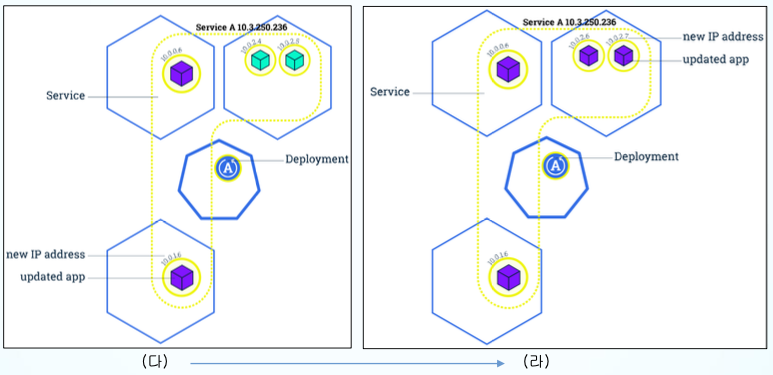 Service A 10.3.250.236
10.0.0.6
10.0.2.4
10.0.2.5
Service
Deployment
new IP address
10.0.1.6
updated app
Service A 10.3.250.236
10.0.0.6
10.0.2.6
10.0.2.7
new IP address
updated app
Service
Deployment
10.0.1.6
(다)
(라)